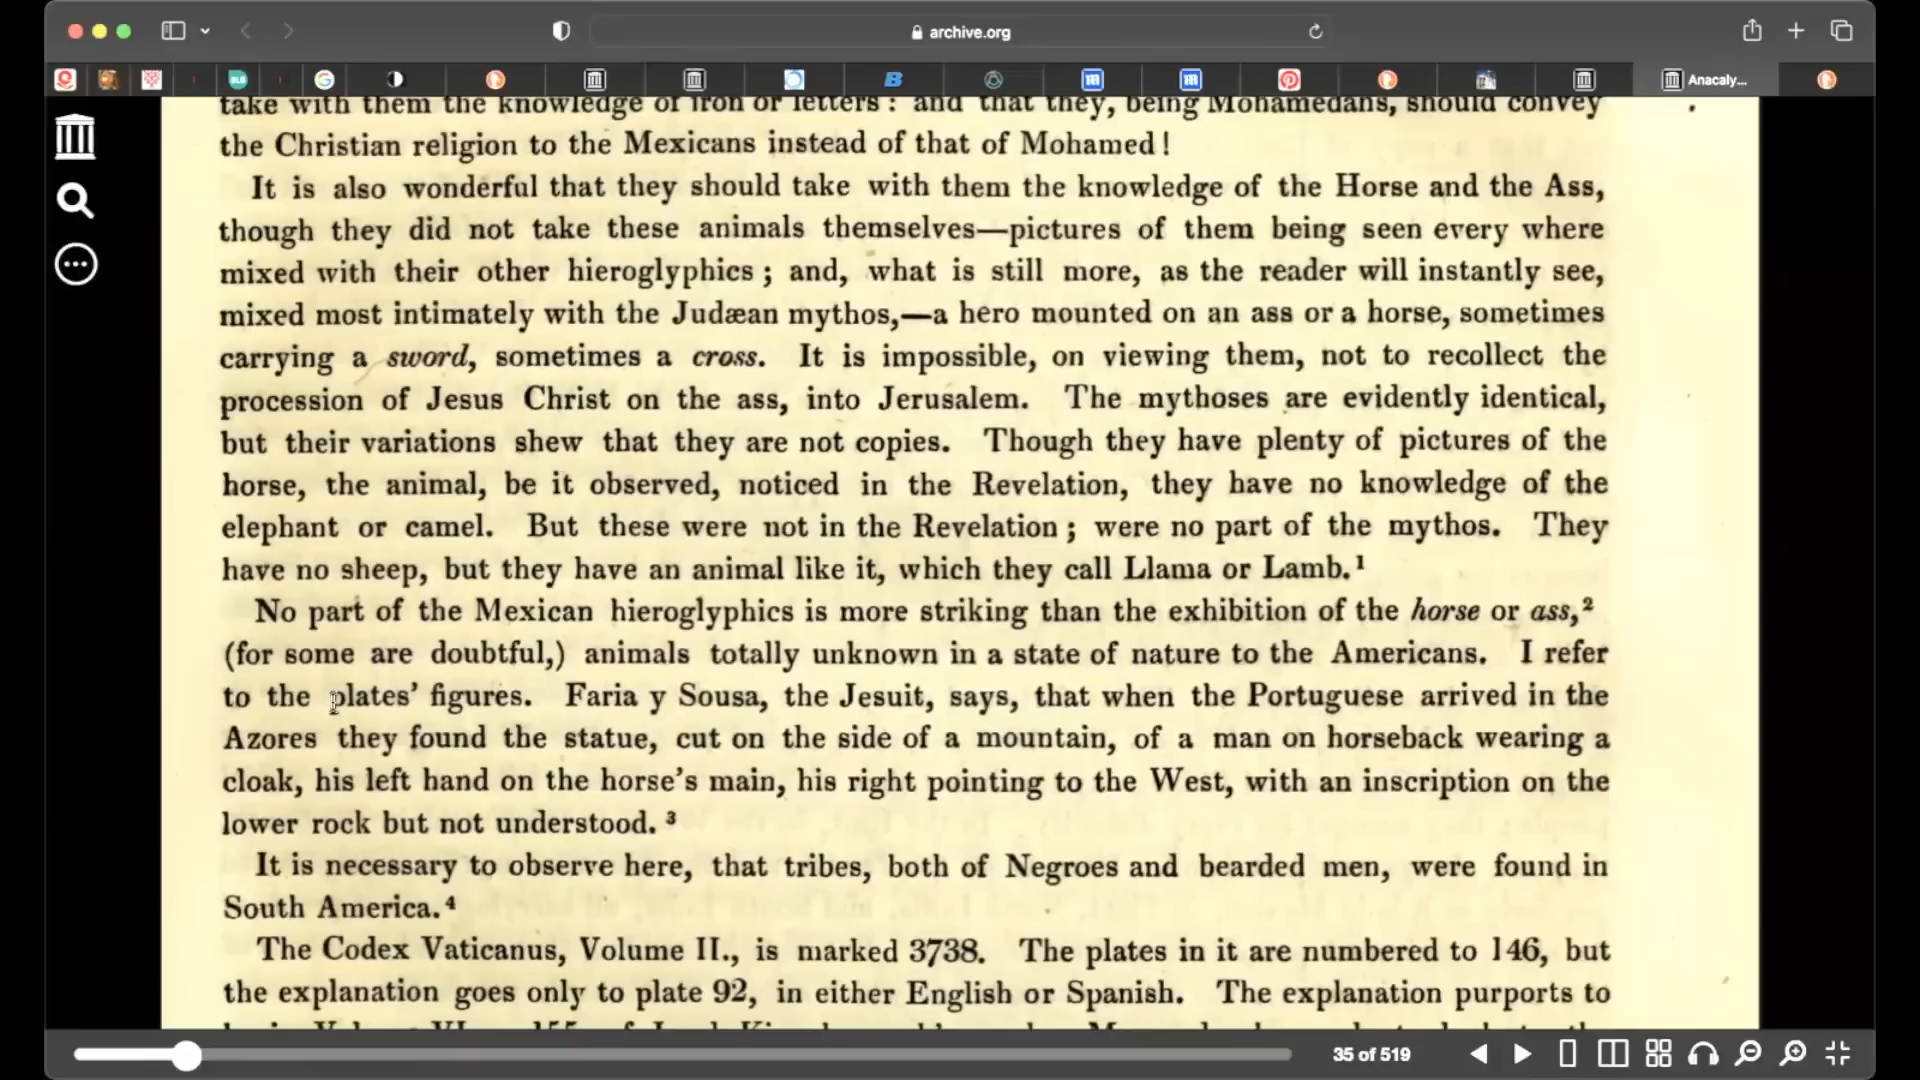 archive.org
Anacaly...
take with them the knowledge of iron or letters: and that they, being Mohamedans, should convey
the Christian religion to the Mexicans instead of that of Mohamed!
It is also wonderful that they should take with them the knowledge of the Horse and the Ass,
though they did not take these animals themselves—pictures of them being seen every where
mixed with their other hieroglyphics; and, what is still more, as the reader will instantly see,
mixed most intimately with the Judæan mythos,—a hero mounted on an ass or a horse, sometimes
carrying a sword, sometimes a cross. It is impossible, on viewing them, not to recollect the
procession of Jesus Christ on the ass, into Jerusalem. The mythoses are evidently identical,
but their variations shew that they are not copies. Though they have plenty of pictures of the
horse, the animal, be it observed, noticed in the Revelation, they have no knowledge of the
elephant or camel. But these were not in the Revelation; were no part of the mythos. They
have no sheep, but they have an animal like it, which they call Llama or Lamb.¹
No part of the Mexican hieroglyphics is more striking than the exhibition of the horse or ass,²
(for some are doubtful,) animals totally unknown in a state of nature to the Americans. I refer
to the plates' figures. Faria y Sousa, the Jesuit, says, that when the Portuguese arrived in the
Azores they found the statue, cut on the side of a mountain, of a man on horseback wearing a
cloak, his left hand on the horse's main, his right pointing to the West, with an inscription on the
lower rock but not understood.³
It is necessary to observe here, that tribes, both of Negroes and bearded men, were found in
South America.⁴
The Codex Vaticanus, Volume II., is marked 3738. The plates in it are numbered to 146, but
the explanation goes only to plate 92, in either English or Spanish. The explanation purports to
35 of 519